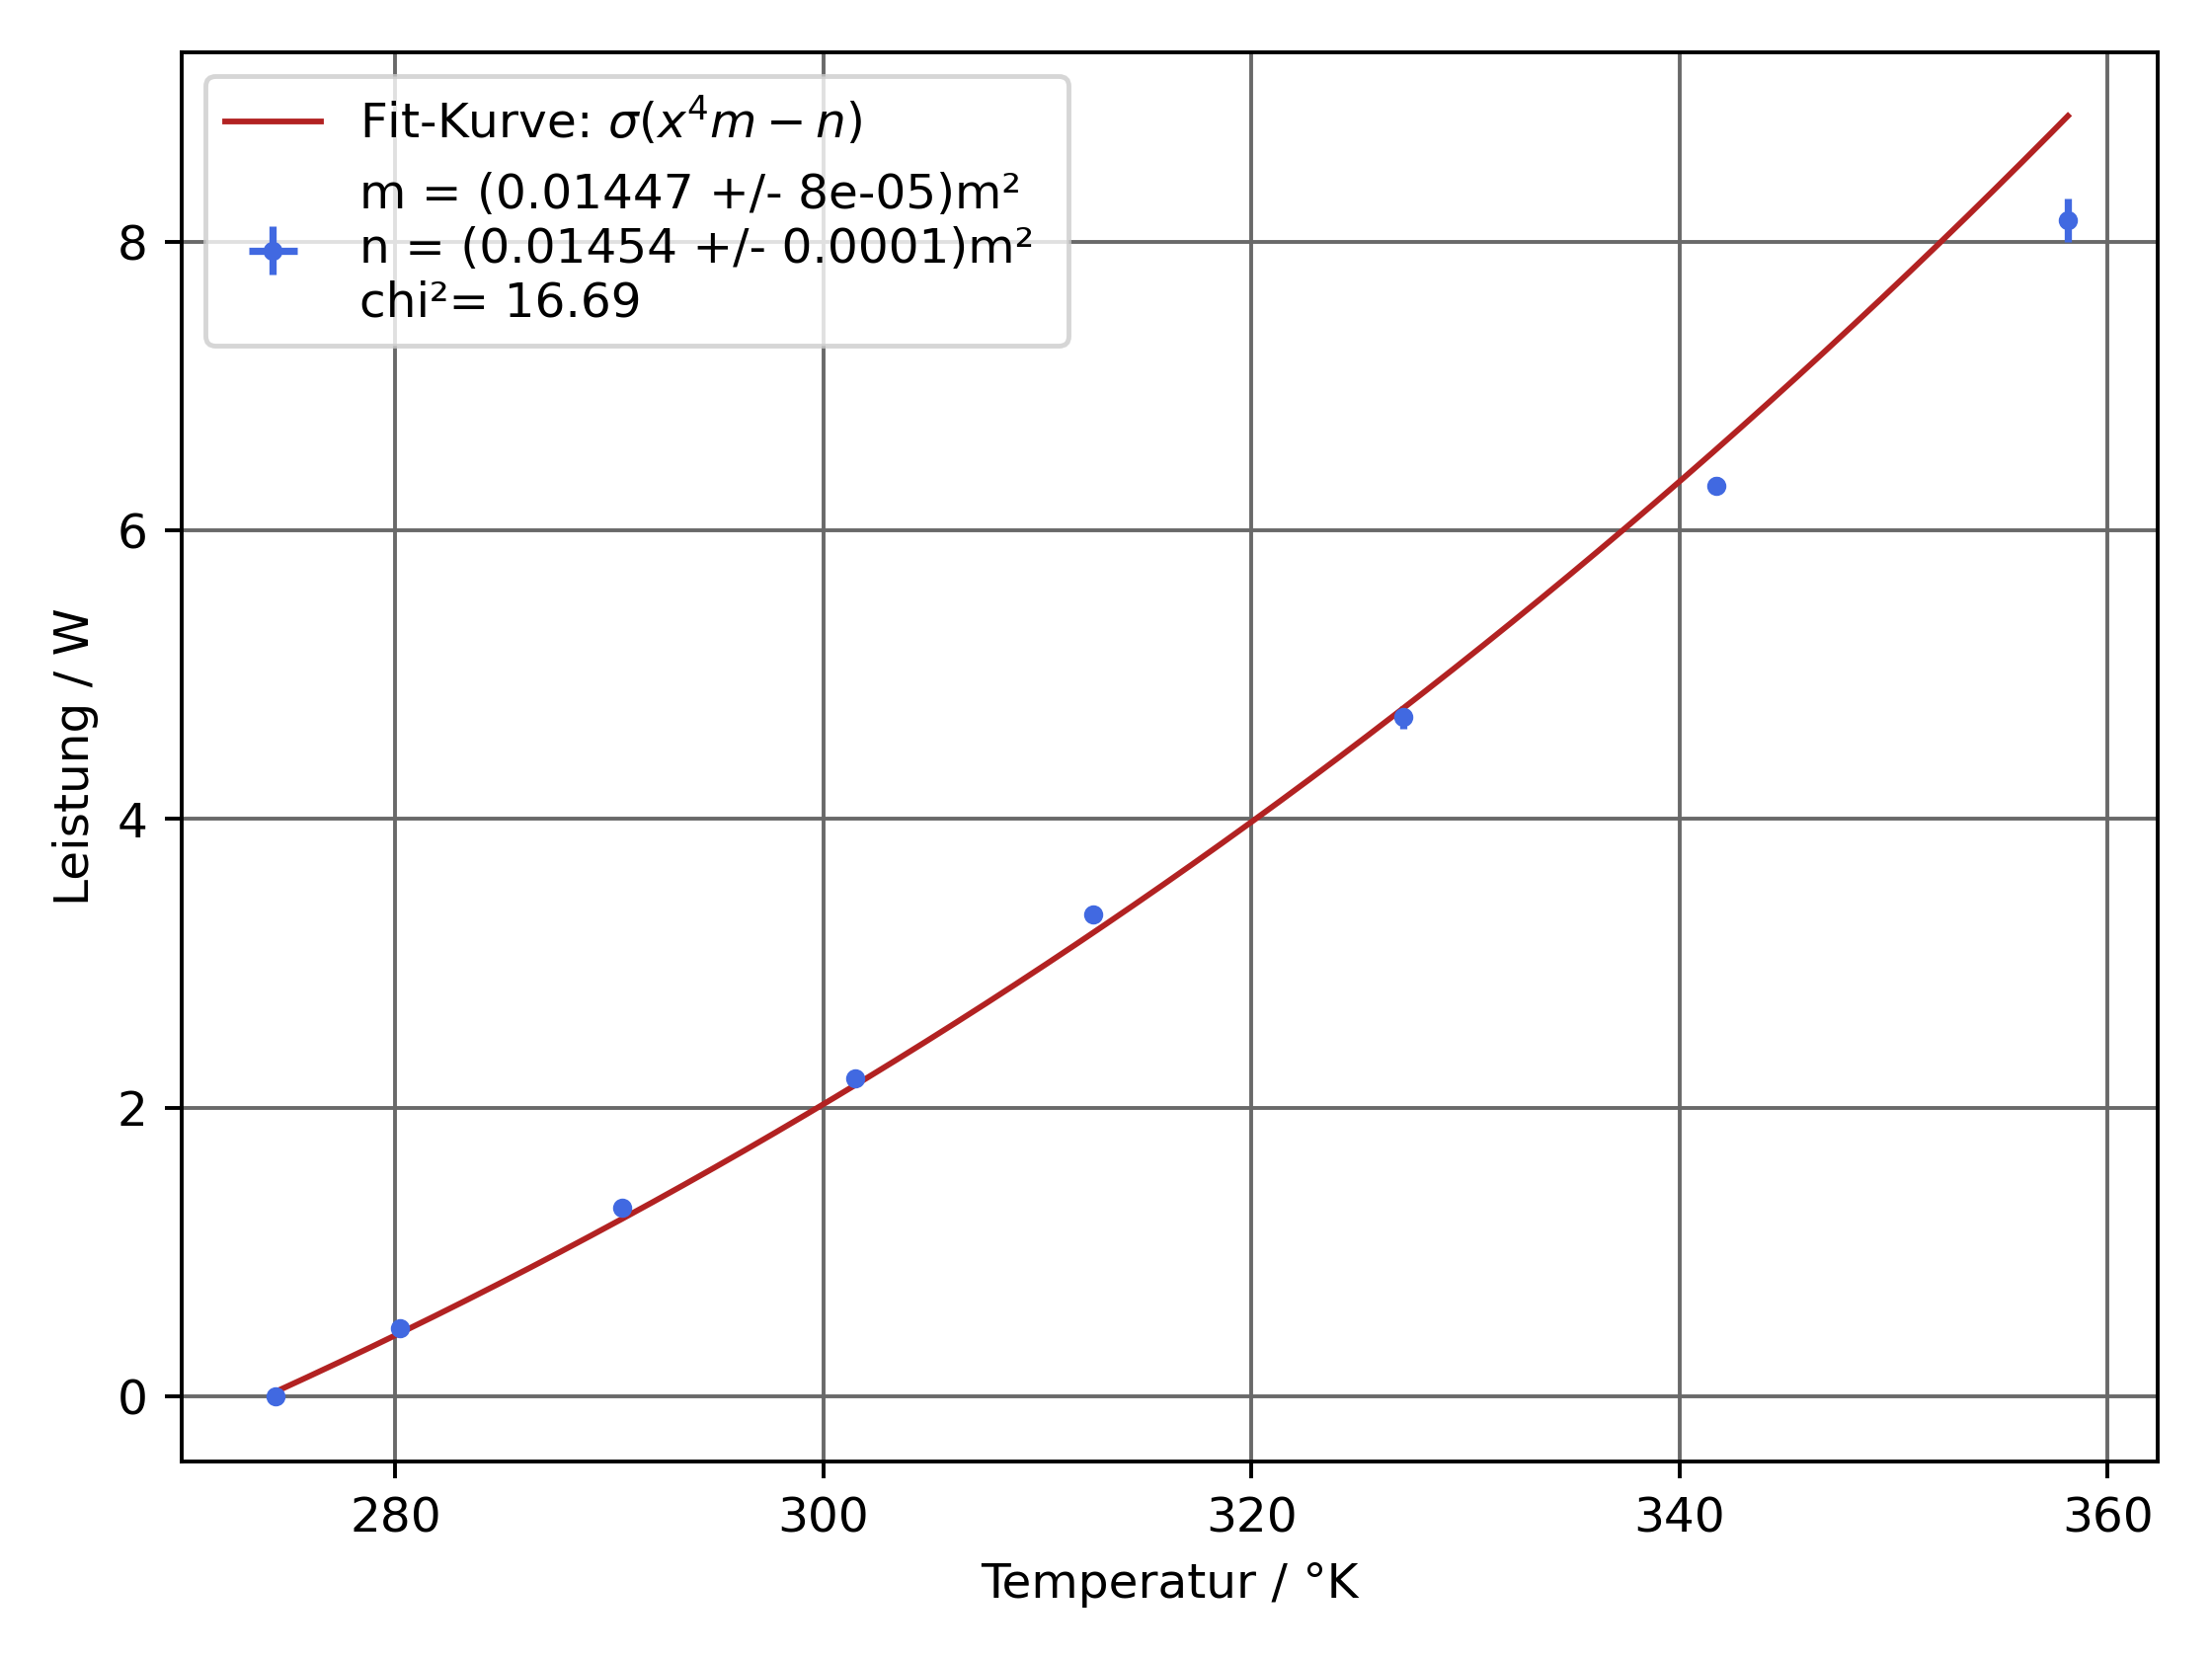 Fit-Kurve: σ(x⁴m − n)
m = (0.01447 +/- 8e-05)m²
n = (0.01454 +/- 0.0001)m²
chi²= 16.69
8
6
4
2
0
Leistung / W
280 300 320 340 360
Temperatur / °K